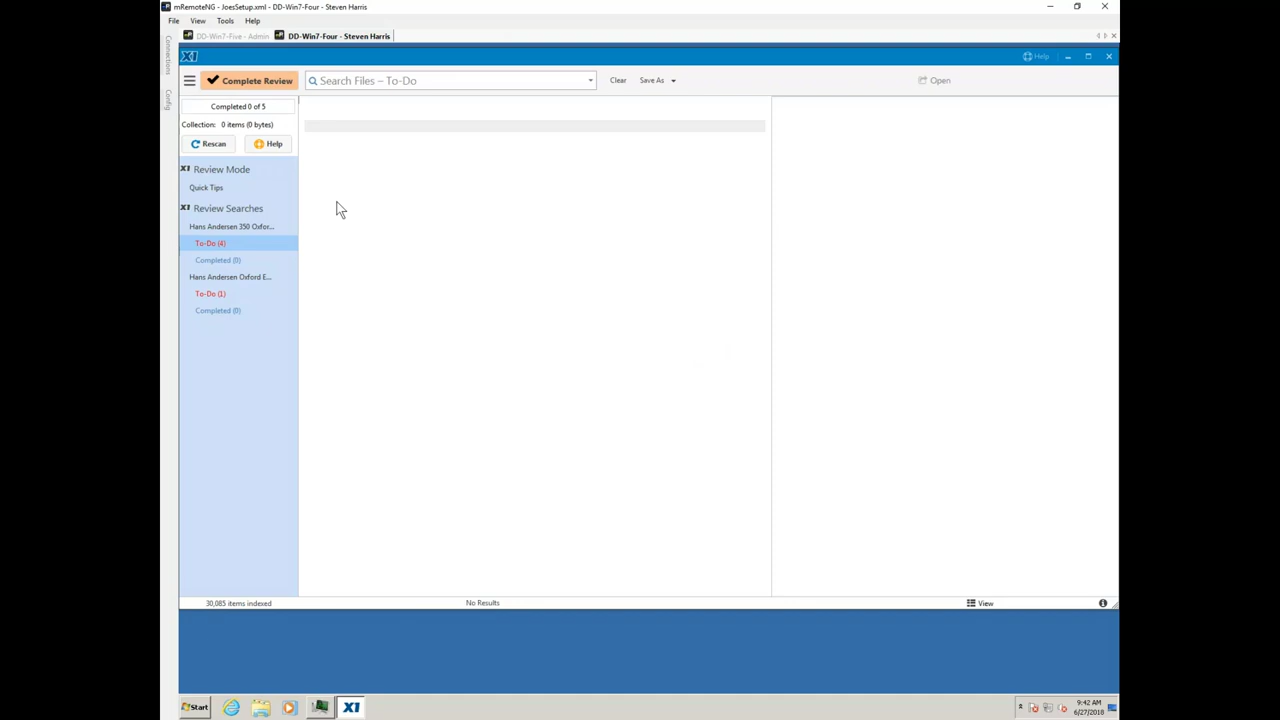 mRemoteNG - JoesSetup.xml - DD-Win7-Four - Steven Harris
File View Tools Help
DD-Win7-Five - Admin DD-Win7-Four - Steven Harris
Connections
Config
X1 Help
Complete Review Search Files – To-Do Clear Save As Open
Completed 0 of 5
Collection: 0 items (0 bytes)
Rescan Help
X1 Review Mode
Quick Tips
X1 Review Searches
Hans Andersen 350 Oxfor...
To-Do (4)
Completed (0)
Hans Andersen Oxford E...
To-Do (1)
Completed (0)
30,085 items indexed No Results View
Start X1 9:42 AM
6/27/2018